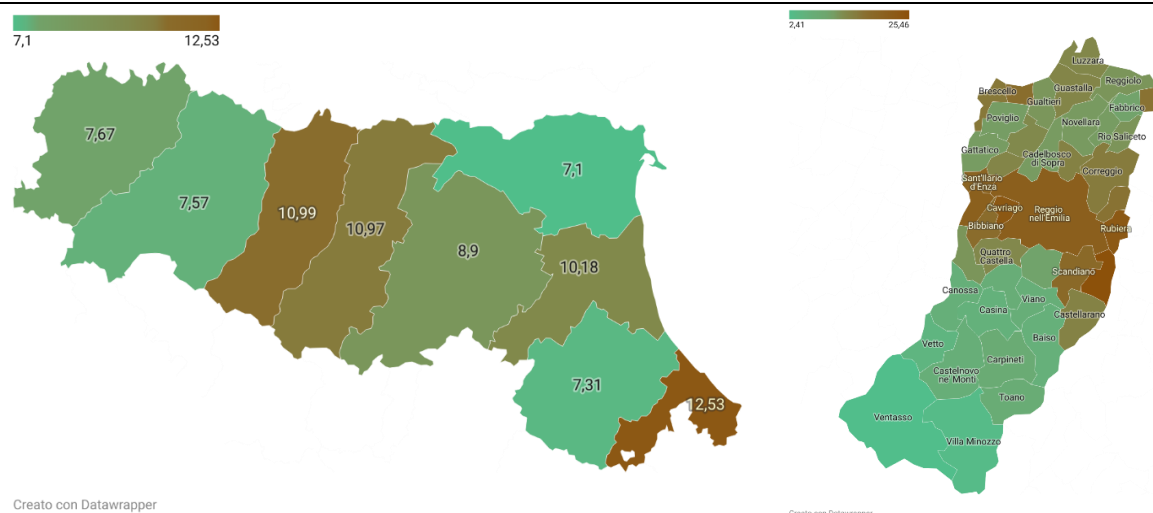 7,1
12,53
7,67
7,57
10,99
10,97
8,9
7,1
10,18
7,31
12,53
Creato con Datawrapper
2,41
25,46
Luzzara
Reggiolo
Brescello
Guastalla
Gualtieri
Fabbrico
Poviglio
Novellara
Rio Saliceto
Gattatico
Cadelbosco
di Sopra
Correggio
Sant'Ilario
d'Enza
Cavriago
Reggio
nell'Emilia
Bibbiano
Rubiera
Quattro
Castella
Scandiano
Canossa
Viano
Casina
Castellarano
Vetto
Baiso
Carpineti
Castelnovo
ne' Monti
Toano
Ventasso
Villa Minozzo
Creato con Datawrapper